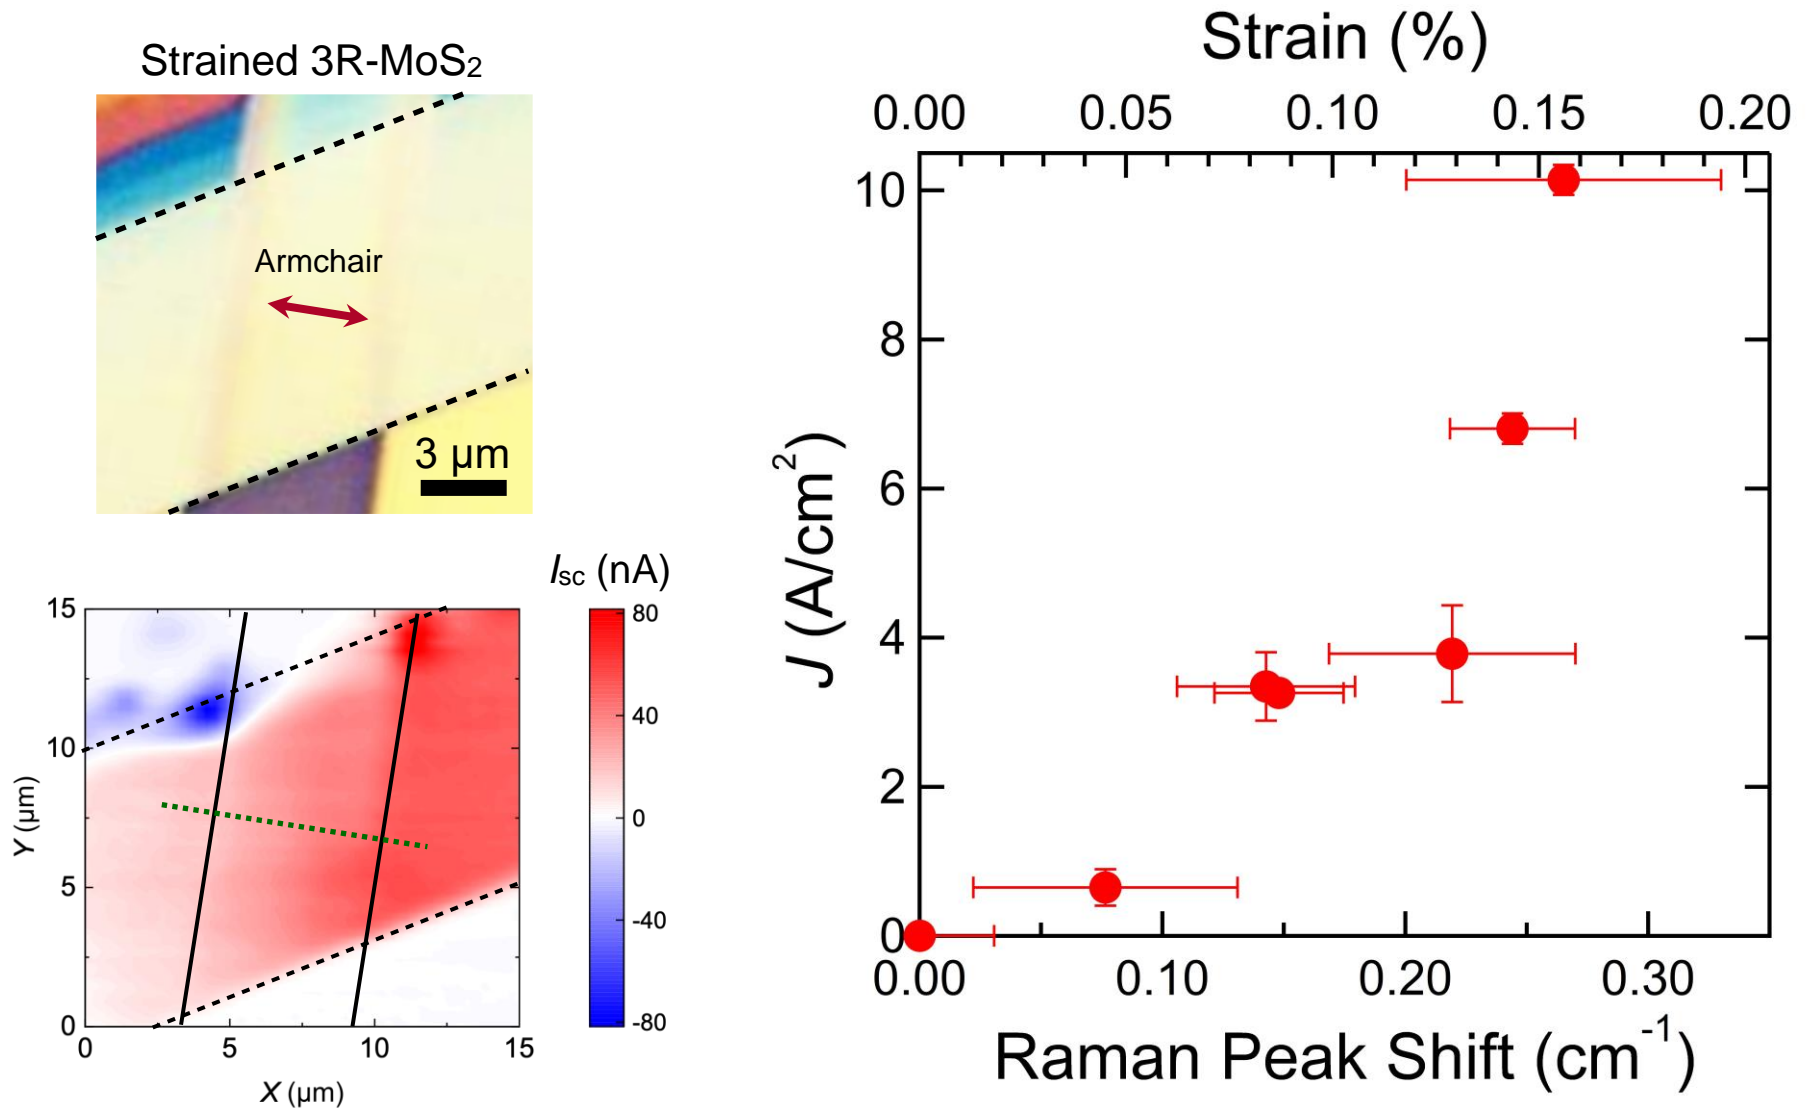 Strained 3R-MoS₂
Armchair
3 µm
I_sc (nA)
15
10
5
0
Y (µm)
0 5 10 15
X (µm)
80
40
0
-40
-80
Strain (%)
0.00 0.05 0.10 0.15 0.20
10
8
6
4
2
0
J (A/cm²)
0.00 0.10 0.20 0.30
Raman Peak Shift (cm⁻¹)